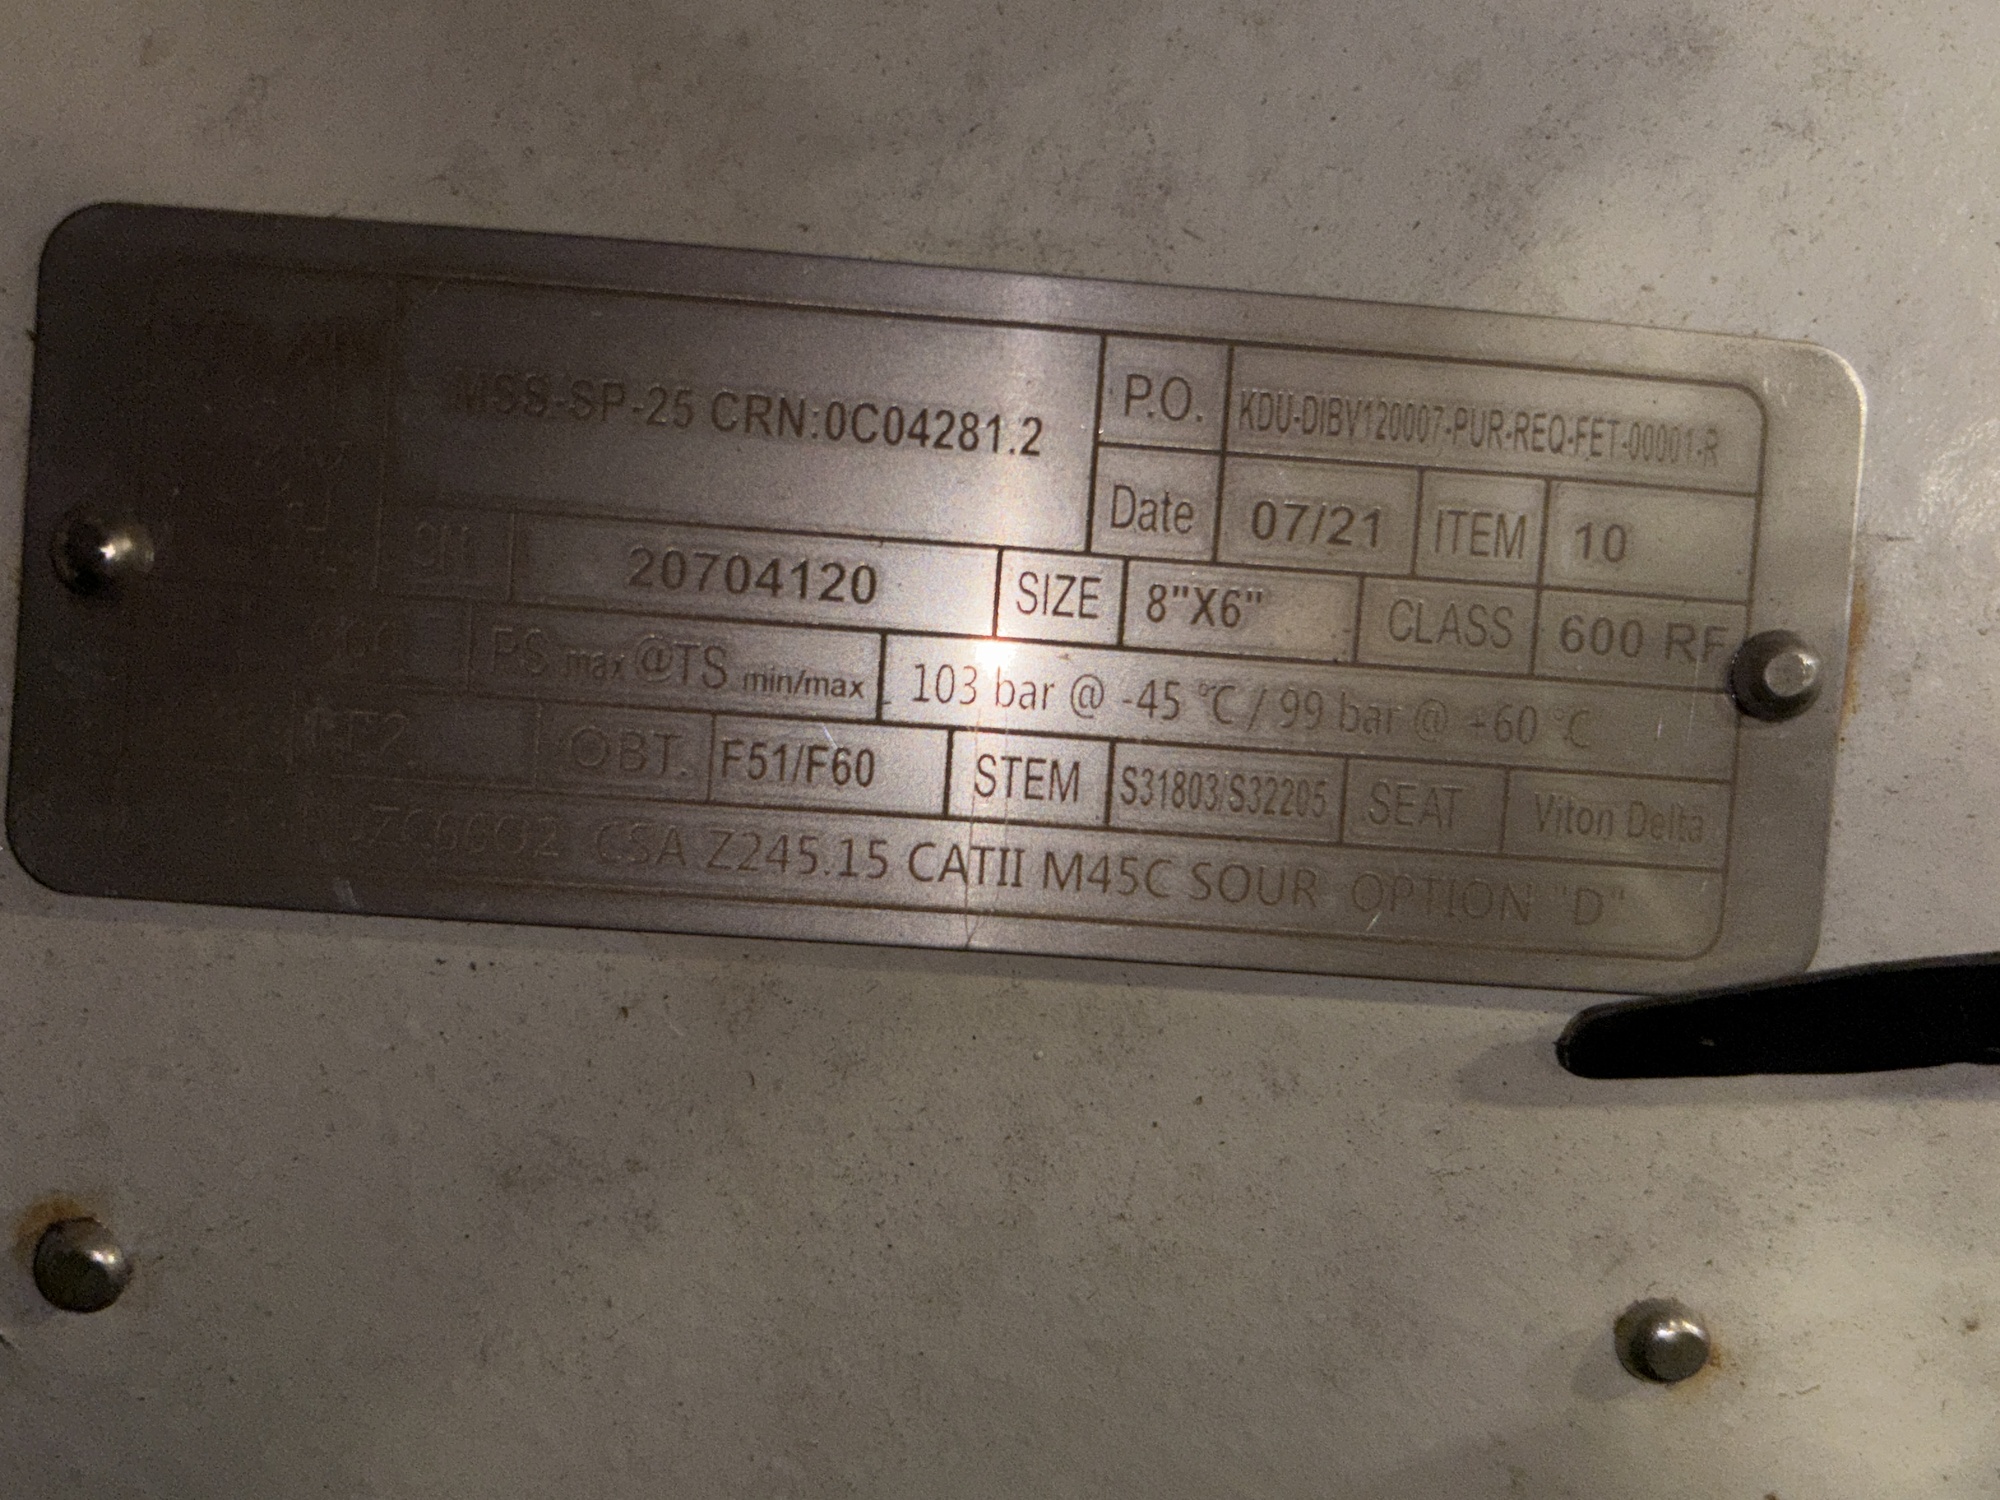 MSS-SP-25 CRN:0C04281.2 P.O. KDU-DIBV120007-PUR-REQ-FET-00001-R
Date 07/21 ITEM 10
20704120 SIZE 8"X6" CLASS 600 RF
PS max @TS min/max 103 bar @ -45 °C / 99 bar @ +60 °C
OBT. F51/F60 STEM S31803/S32205 SEAT Viton Delta
CSA Z245.15 CATII M45C SOUR OPTION "D"